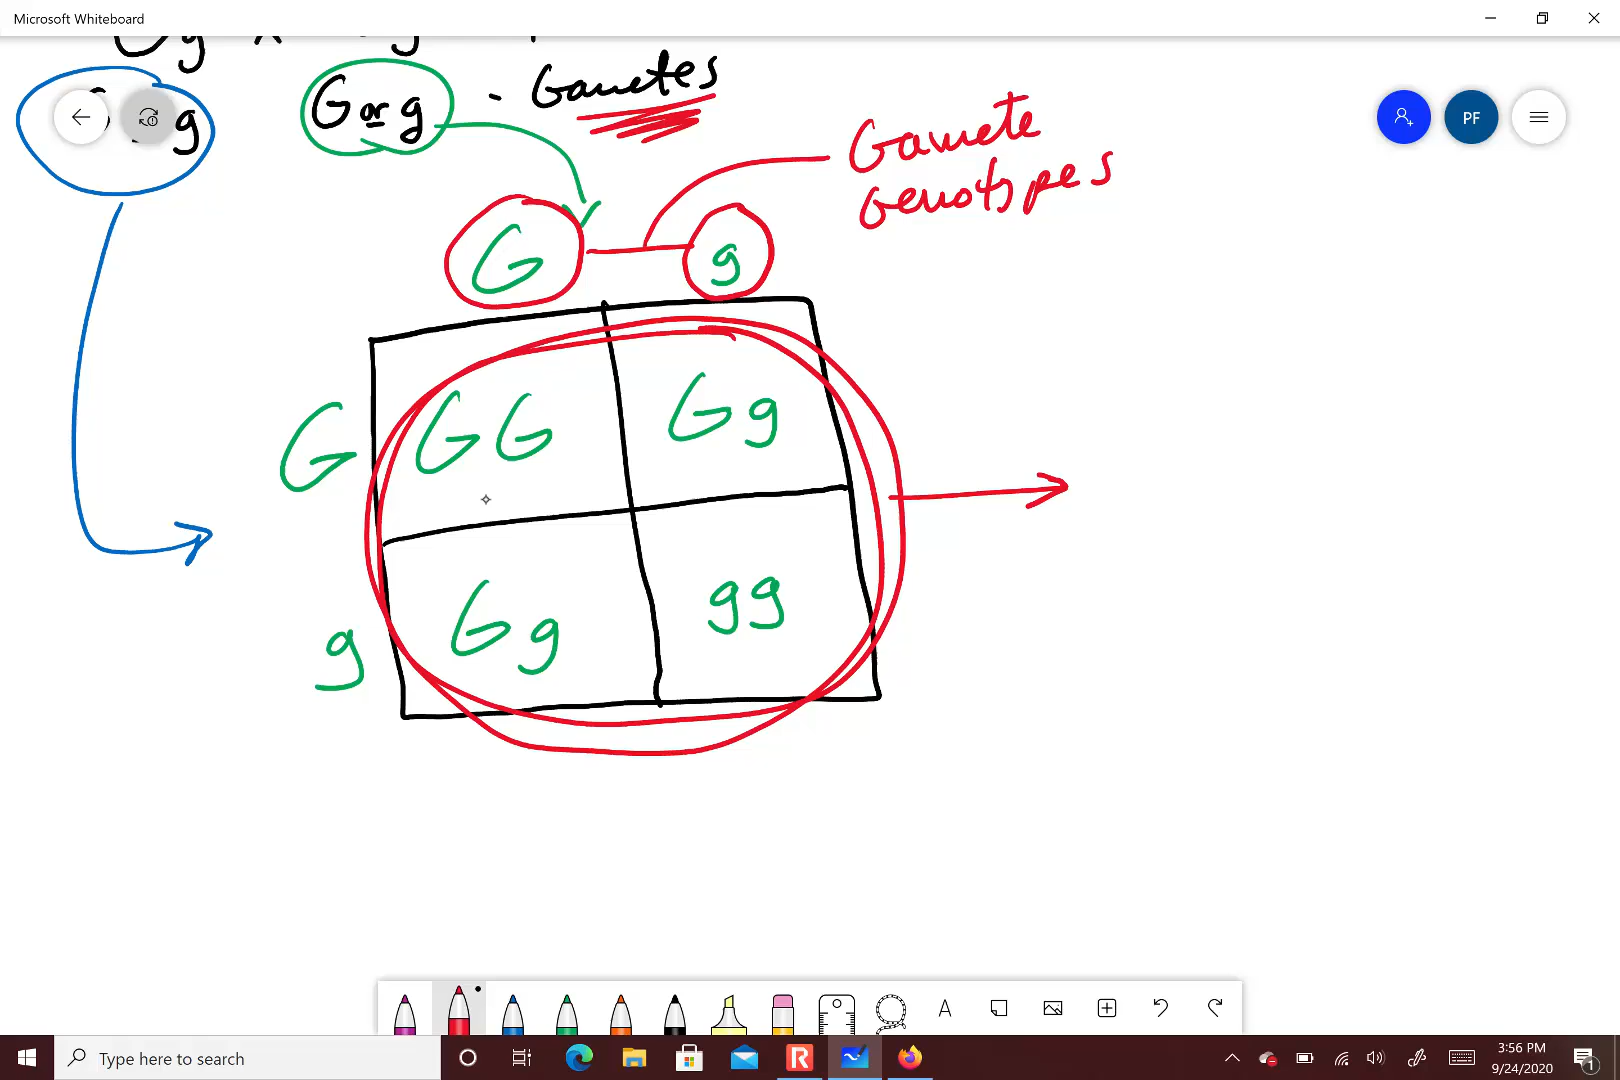 Microsoft Whiteboard
g
G or g - Gametes
Gamete
Genotypes
PF
G g
G GG Gg
g Gg gg
A
Type here to search
R
3:56 PM
9/24/2020
1